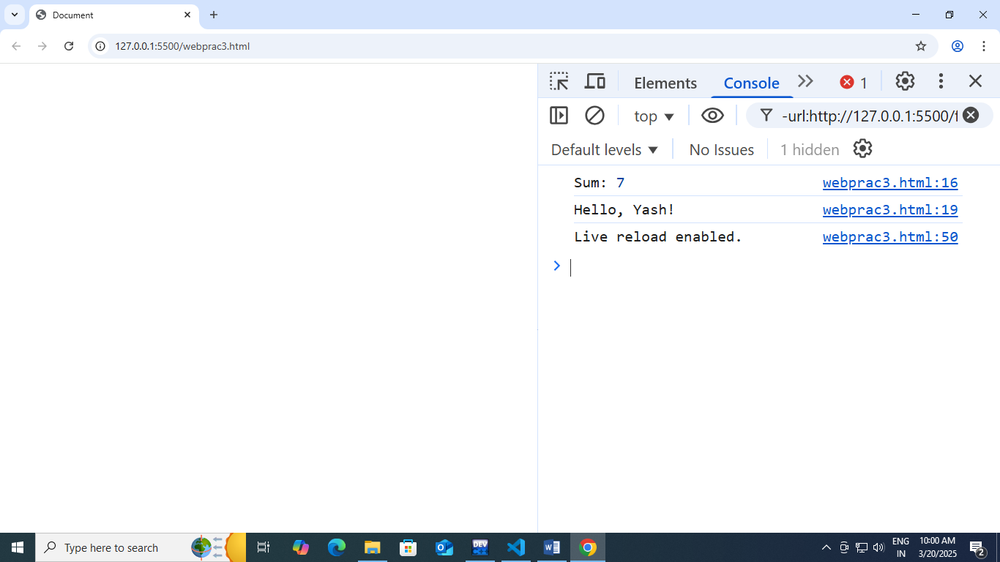 Document
127.0.0.1:5500/webprac3.html
Elements Console 1
top -url:http://127.0.0.1:5500/f
Default levels No Issues 1 hidden
Sum: 7 webprac3.html:16
Hello, Yash! webprac3.html:19
Live reload enabled. webprac3.html:50
Type here to search
DEV
ENG
IN
10:00 AM
3/20/2025
2